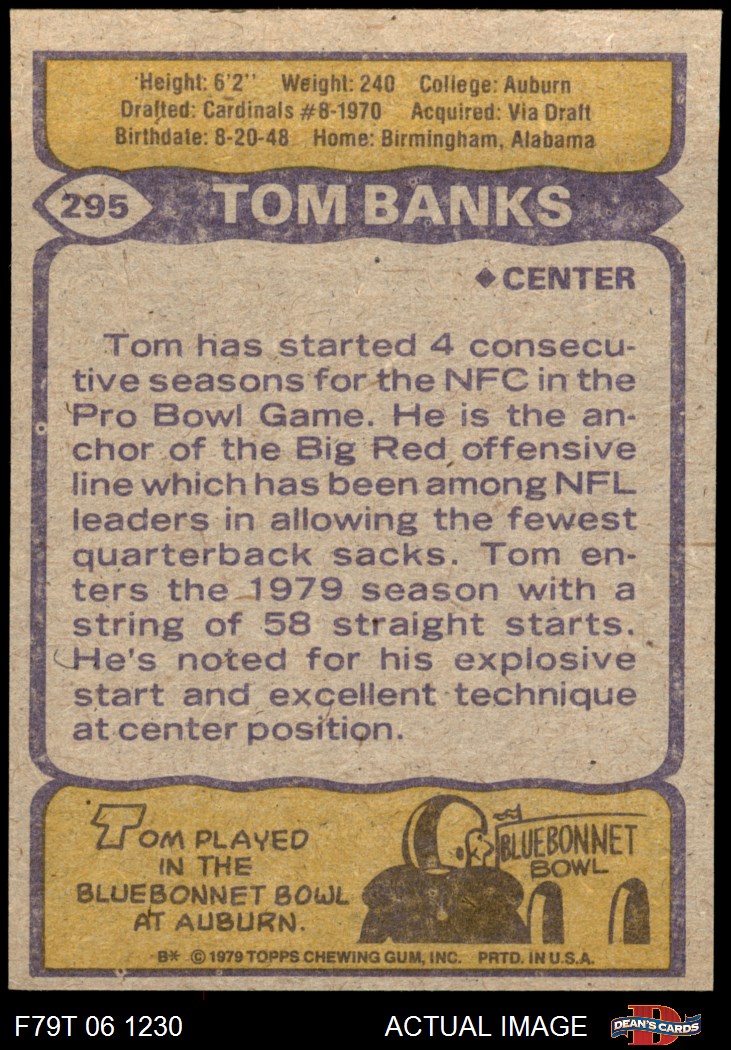 Height: 6'2'' Weight: 240 College: Auburn
Drafted: Cardinals #8-1970 Acquired: Via Draft
Birthdate: 8-20-48 Home: Birmingham, Alabama
295 TOM BANKS
◆CENTER
Tom has started 4 consecu-
tive seasons for the NFC in the
Pro Bowl Game. He is the an-
chor of the Big Red offensive
line which has been among NFL
leaders in allowing the fewest
quarterback sacks. Tom en-
ters the 1979 season with a
string of 58 straight starts.
He's noted for his explosive
start and excellent technique
at center position.
TOM PLAYED
IN THE
BLUEBONNET BOWL
AT AUBURN.
BLUEBONNET
BOWL
B* © 1979 TOPPS CHEWING GUM, INC. PRTD. IN U.S.A.
F79T 06 1230 ACTUAL IMAGE D DEAN'S CARDS